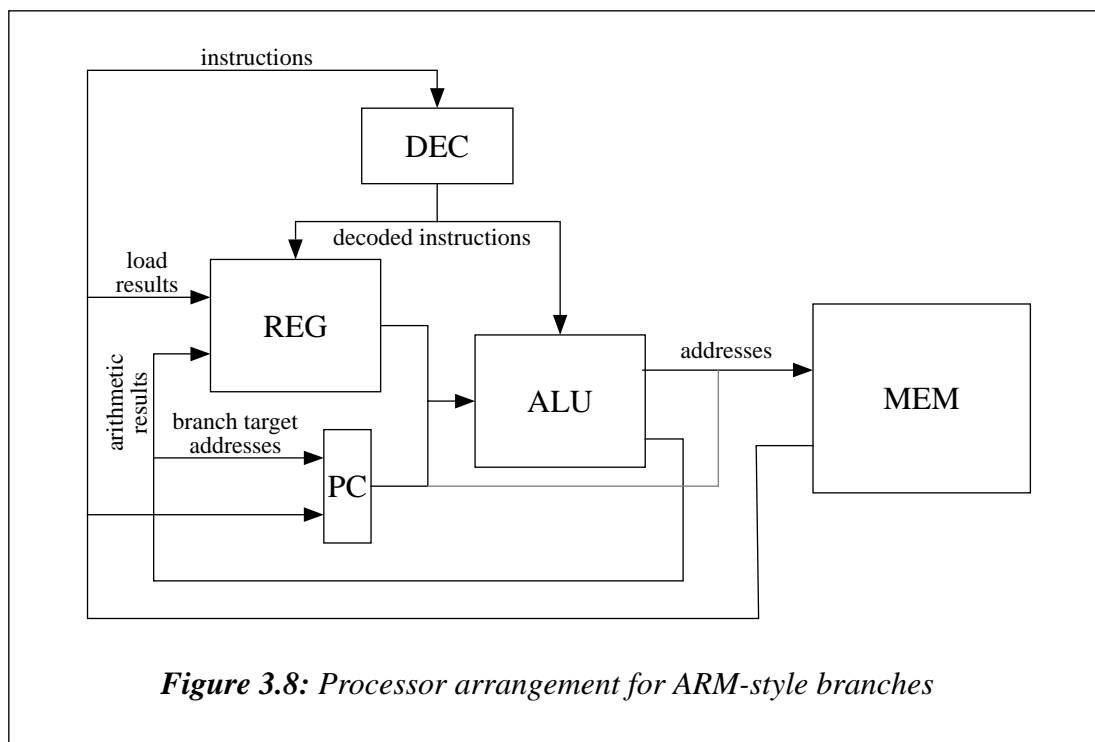 instructions
DEC
decoded instructions
load
results
REG
addresses
ALU
MEM
arithmetic
results
branch target
addresses
PC
Figure 3.8: Processor arrangement for ARM-style branches